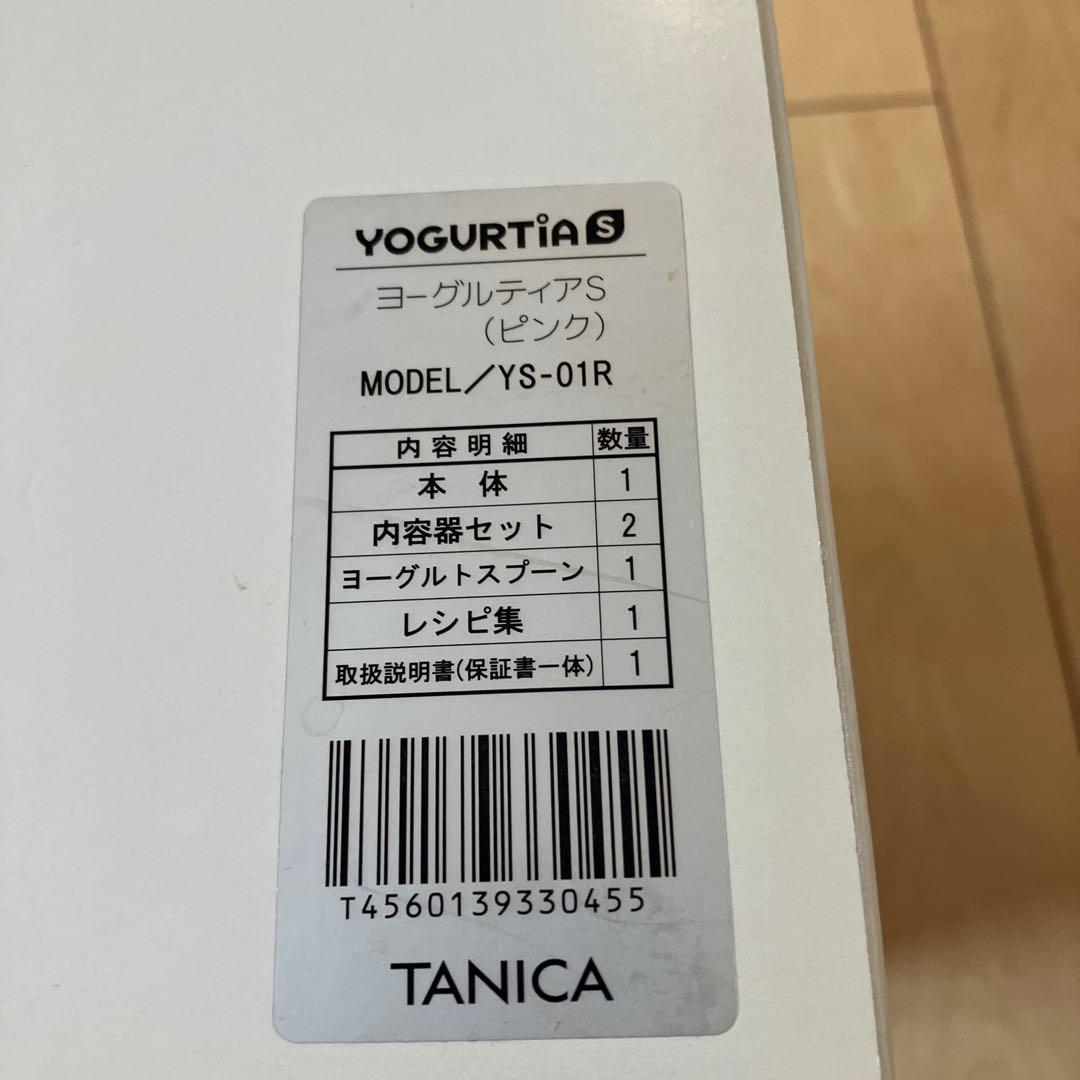 YOGURTiA S
ヨーグルティアS
(ピンク)
MODEL／YS-01R
内容明細 数量
本 体 1
内容器セット 2
ヨーグルトスプーン 1
レシピ集 1
取扱説明書(保証書一体) 1
T4560139330455
TANICA